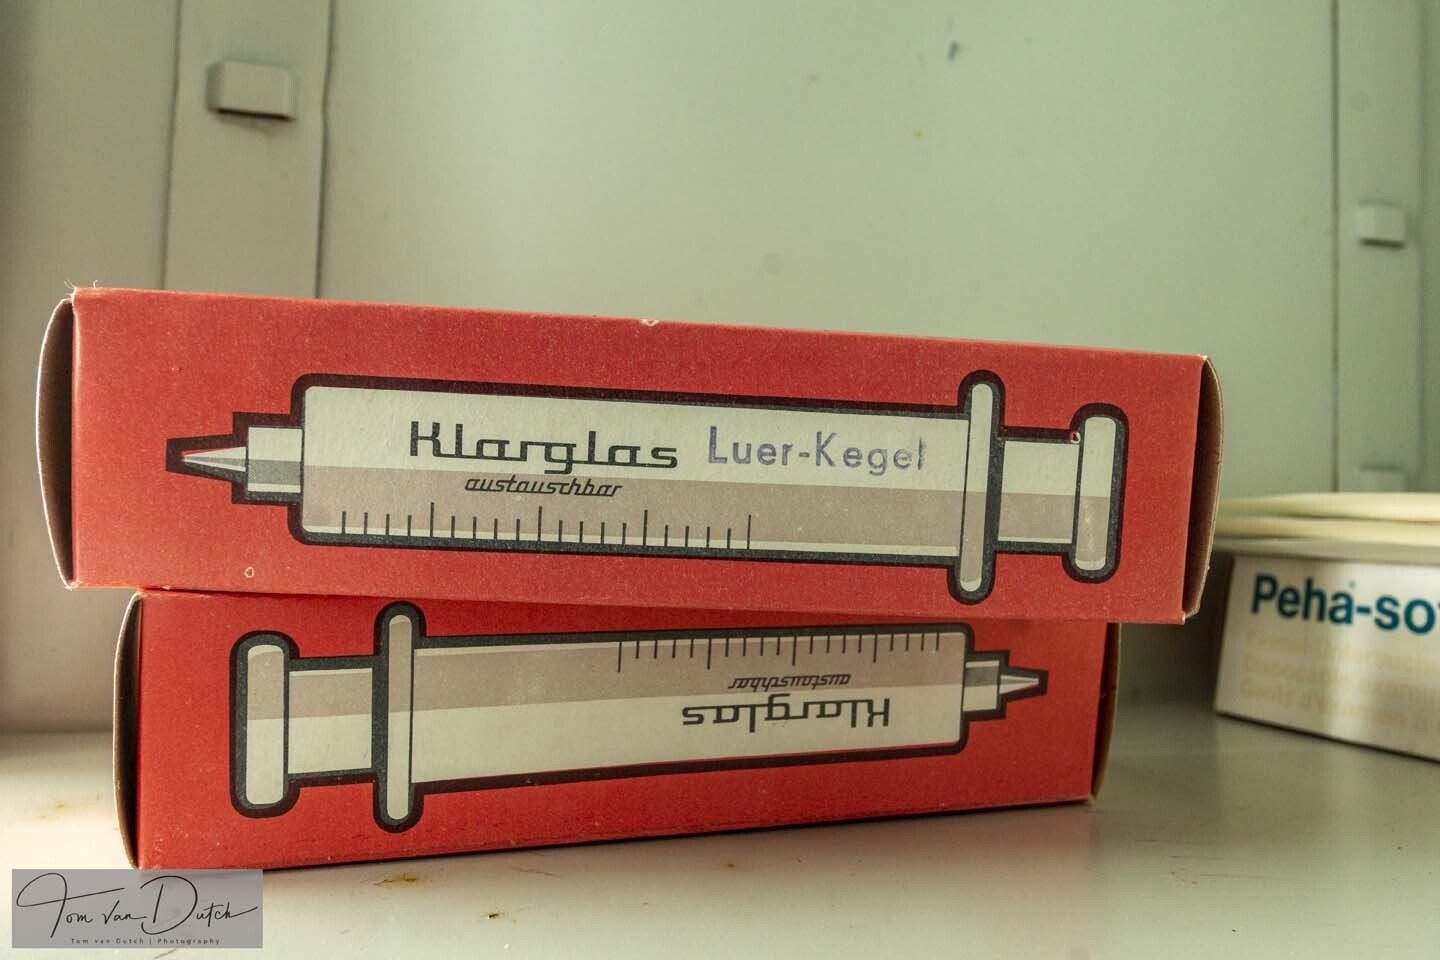 Klarglas Luer-Kegel
austauschbar
austauschbar
Klarglas
Peha-so
Tom van Dutch
Tom van Dutch | Photography